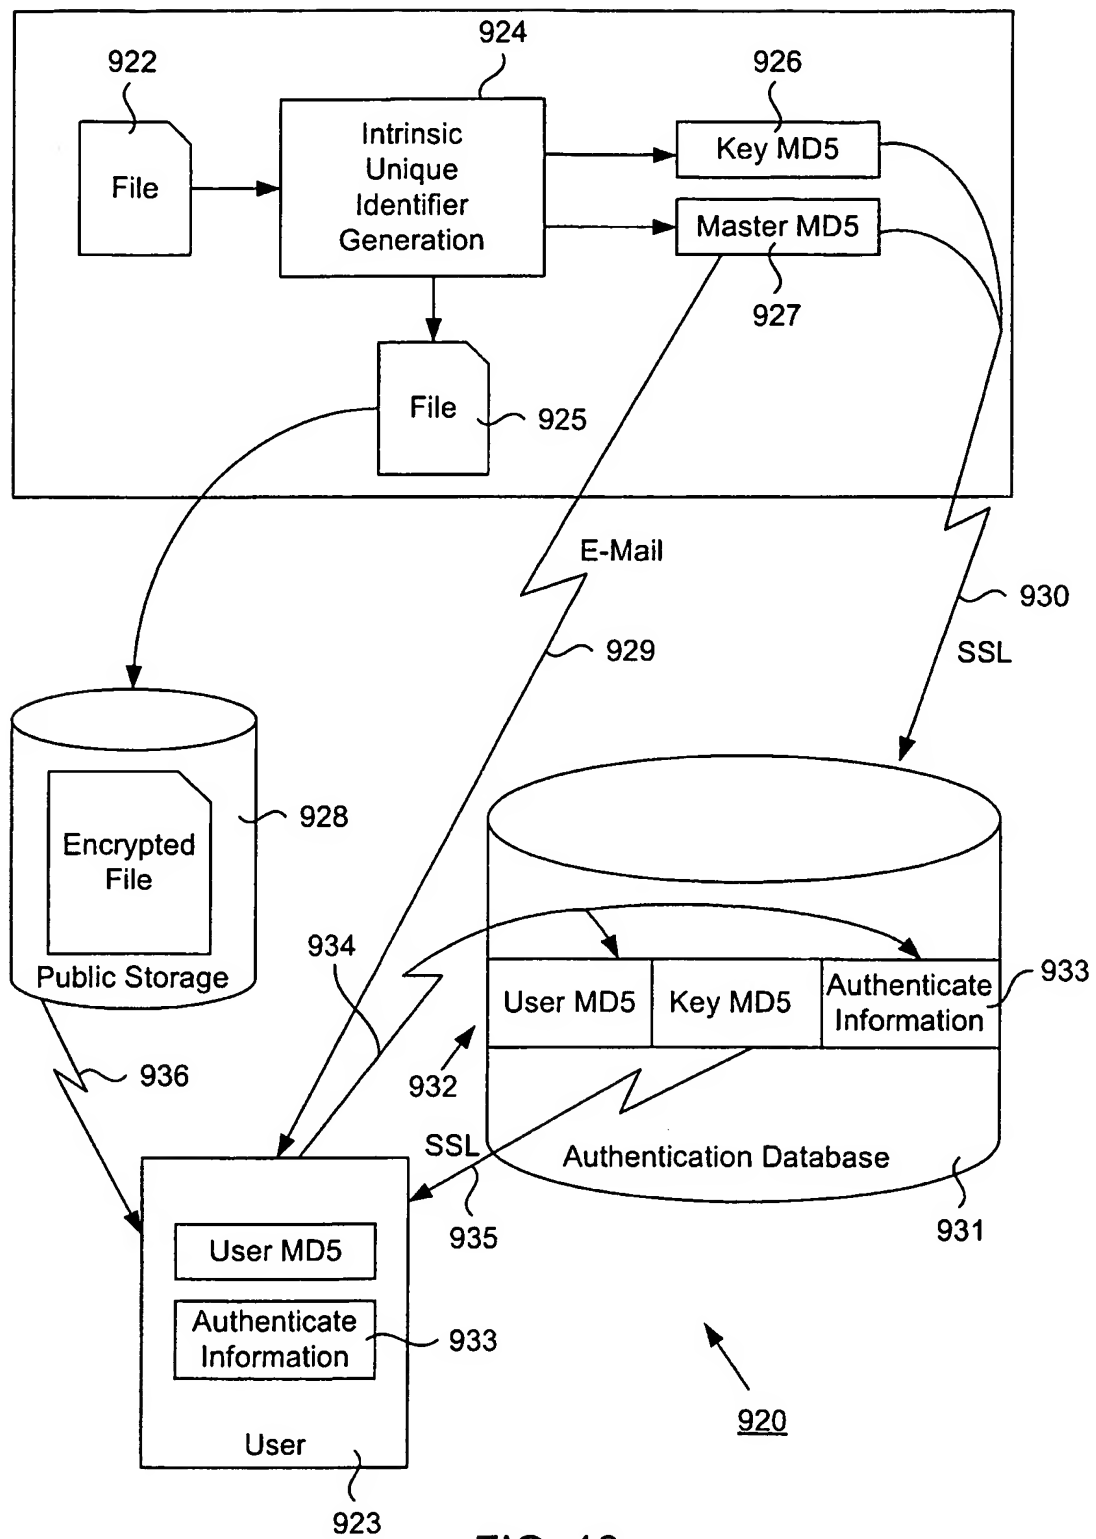 924
922
926
Intrinsic
Unique
Identifier
Generation
File
Key MD5
Master MD5
927
File
925
E-Mail
930
929
SSL
928
Encrypted
File
Public Storage
934
User MD5
Key MD5
Authenticate
Information
933
932
936
SSL
Authentication Database
935
931
User MD5
Authenticate
Information
933
920
User
923